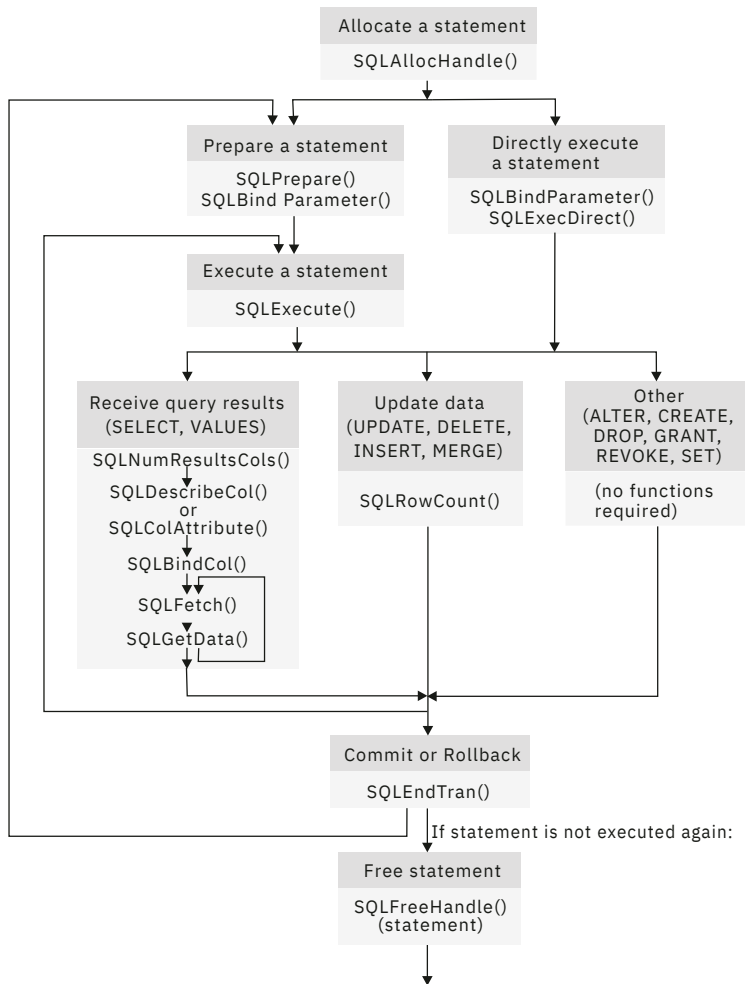 Allocate a statement
SQLAllocHandle()
Prepare a statement
SQLPrepare()
SQLBind Parameter()
Directly execute
a statement
SQLBindParameter()
SQLExecDirect()
Execute a statement
SQLExecute()
Receive query results
(SELECT, VALUES)
SQLNumResultsCols()
SQLDescribeCol()
or
SQLColAttribute()
SQLBindCol()
SQLFetch()
SQLGetData()
Update data
(UPDATE, DELETE,
INSERT, MERGE)
SQLRowCount()
Other
(ALTER, CREATE,
DROP, GRANT,
REVOKE, SET)
(no functions
required)
Commit or Rollback
SQLEndTran()
If statement is not executed again:
Free statement
SQLFreeHandle()
(statement)